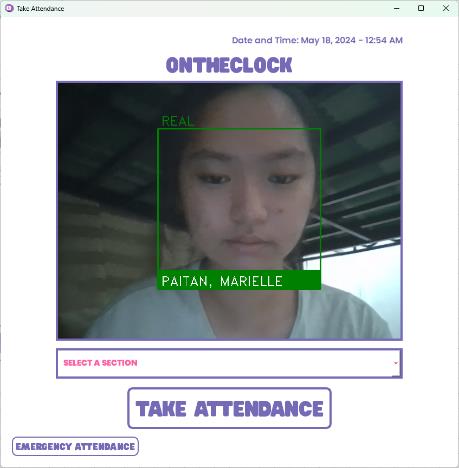 Take Attendance
Date and Time: May 18, 2024 - 12:54 AM
ONTHECLOCK
REAL
PAITAN, MARIELLE
SELECT A SECTION
TAKE ATTENDANCE
EMERGENCY ATTENDANCE